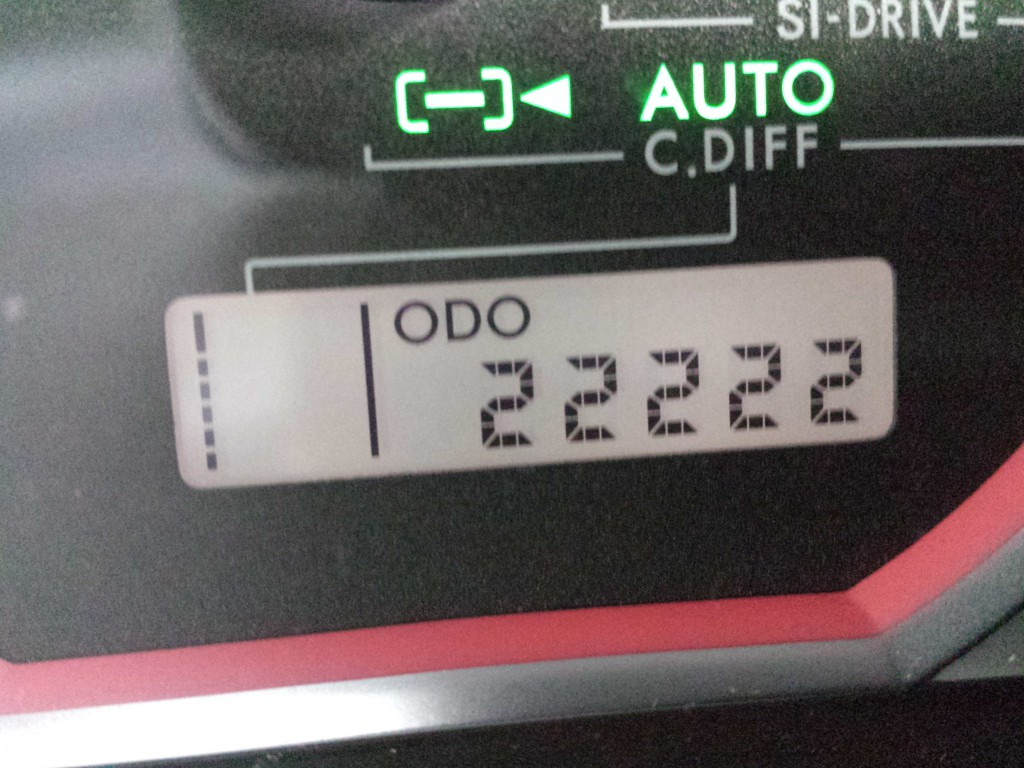 SI-DRIVE
AUTO
C.DIFF
ODO
22222